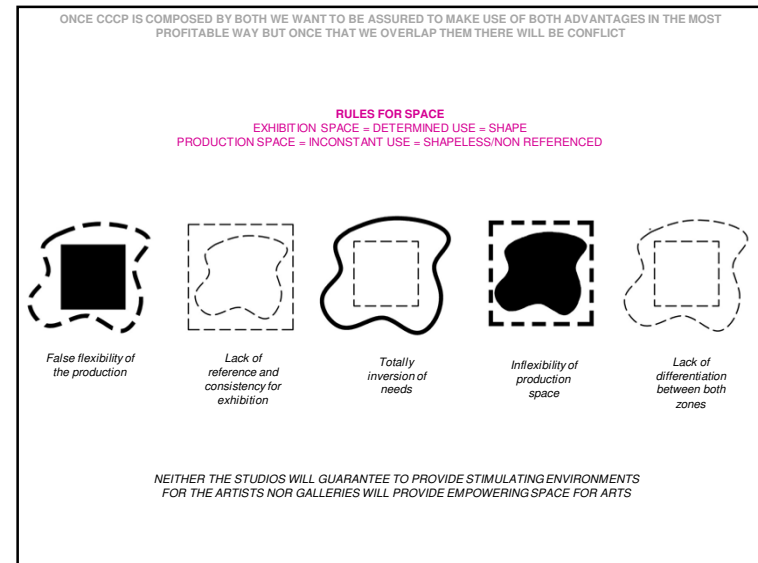 ONCE CCCP IS COMPOSED BY BOTH WE WANT TO BE ASSURED TO MAKE USE OF BOTH ADVANTAGES IN THE MOST
PROFITABLE WAY BUT ONCE THAT WE OVERLAP THEM THERE WILL BE CONFLICT
RULES FOR SPACE
EXHIBITION SPACE = DETERMINED USE = SHAPE
PRODUCTION SPACE = INCONSTANT USE = SHAPELESS/NON REFERENCED
False flexibility of
the production
Lack of
reference and
consistency for
exhibition
Totally
inversion of
needs
Inflexibility of
production
space
Lack of
differentiation
between both
zones
NEITHER THE STUDIOS WILL GUARANTEE TO PROVIDE STIMULATING ENVIRONMENTS
FOR THE ARTISTS NOR GALLERIES WILL PROVIDE EMPOWERING SPACE FOR ARTS